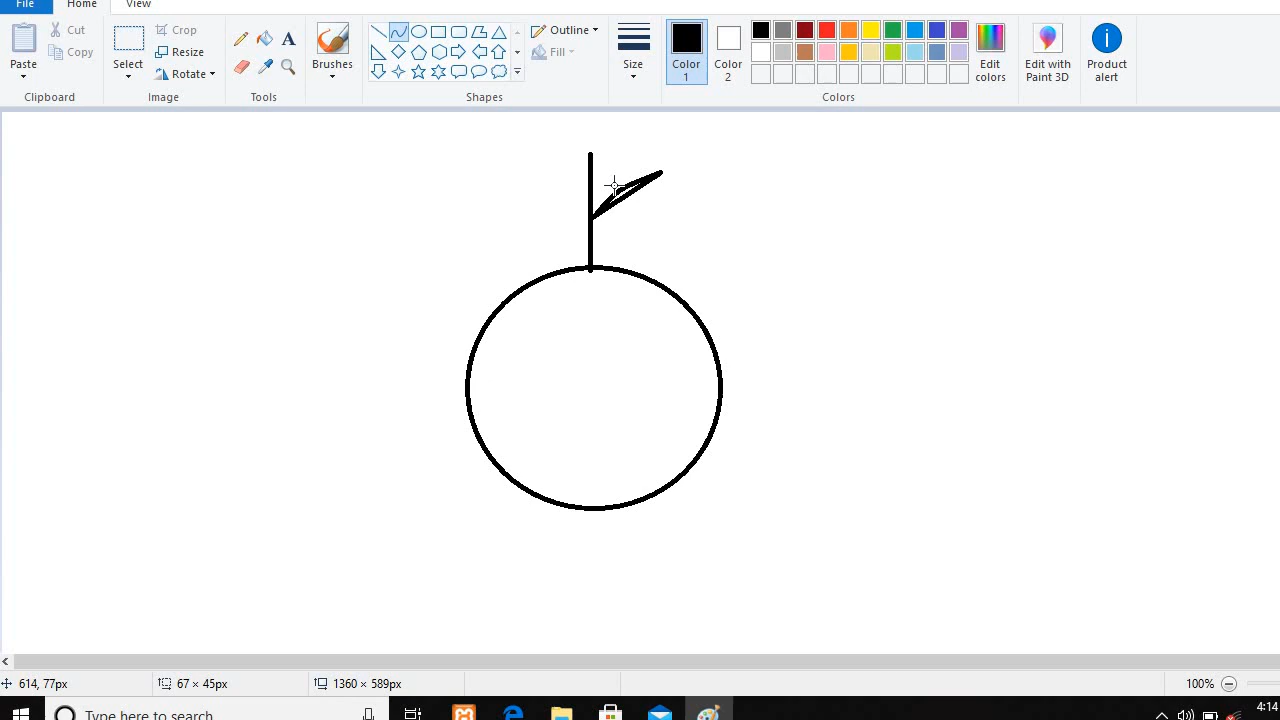 File Home View
Paste
Cut
Copy
Clipboard
Select
Crop
Resize
Rotate
Image
A
Tools
Brushes
Shapes
Outline
Fill
Size
Color
1
Color
2
Edit
colors
Colors
Edit with
Paint 3D
Product
alert
614, 77px 67 × 45px 1360 × 589px 100%
Type here to search 4:14